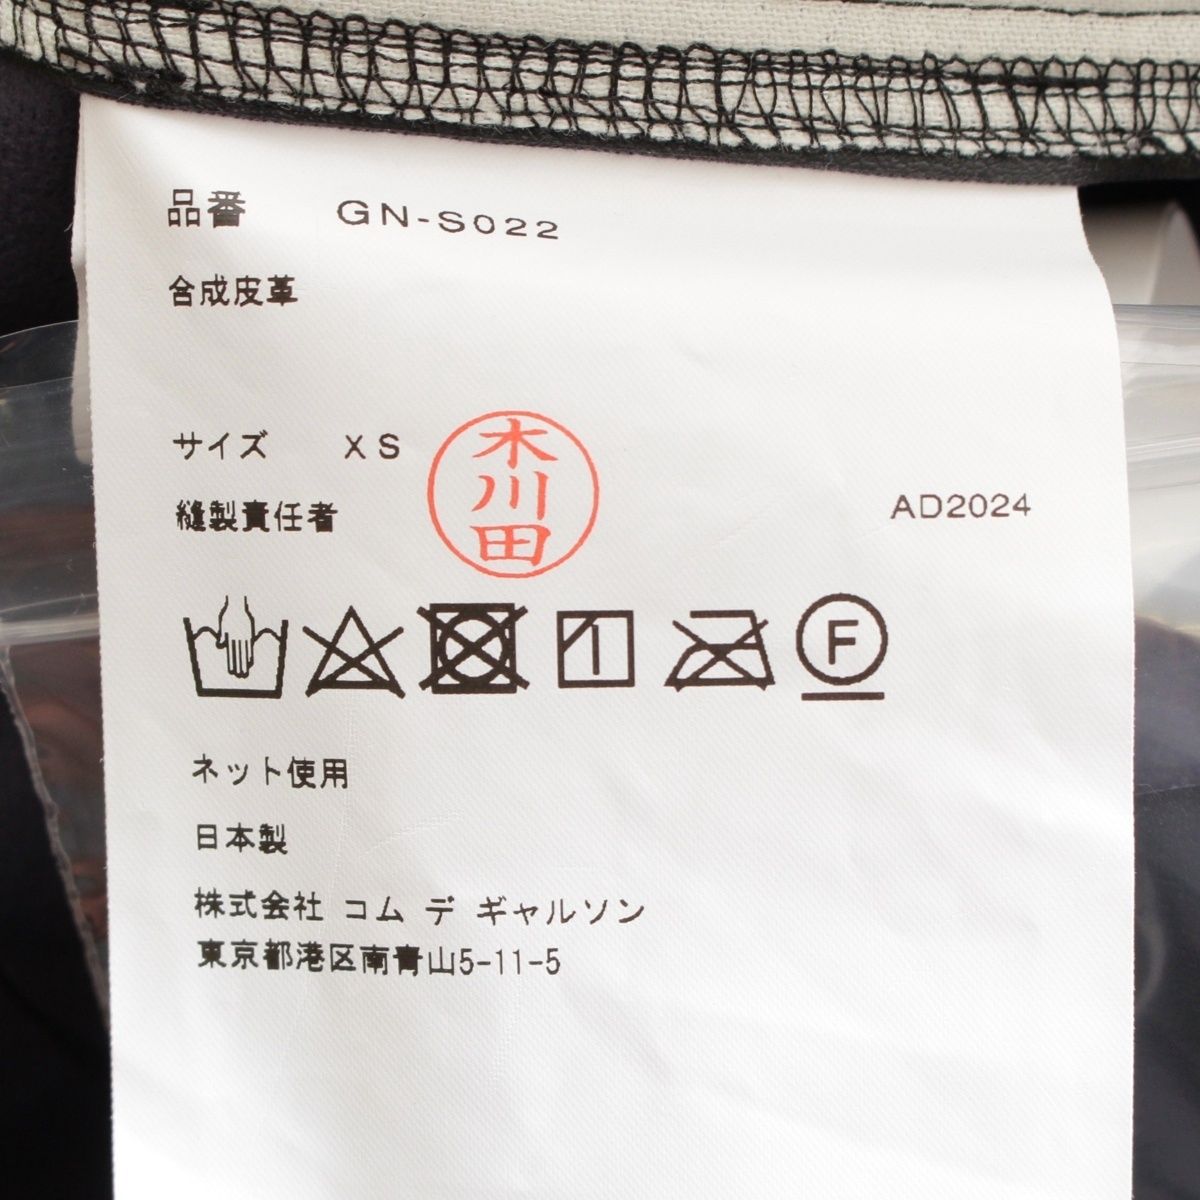 品番 GN-S022
合成皮革
サイズ XS
縫製責任者
木川田
AD2024
F
ネット使用
日本製
株式会社 コム デ ギャルソン
東京都港区南青山5-11-5